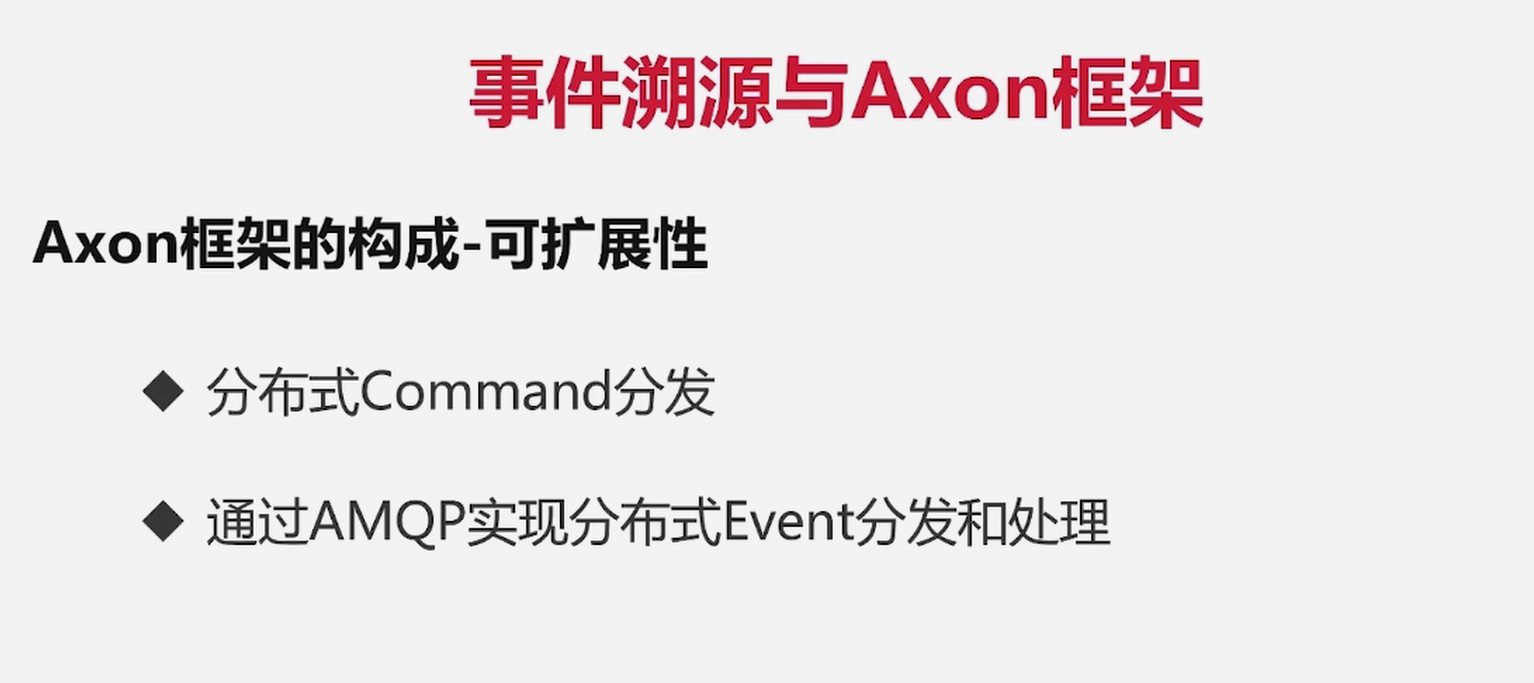 事件溯源与Axon框架
Axon框架的构成-可扩展性
◆ 分布式Command分发
◆ 通过AMQP实现分布式Event分发和处理